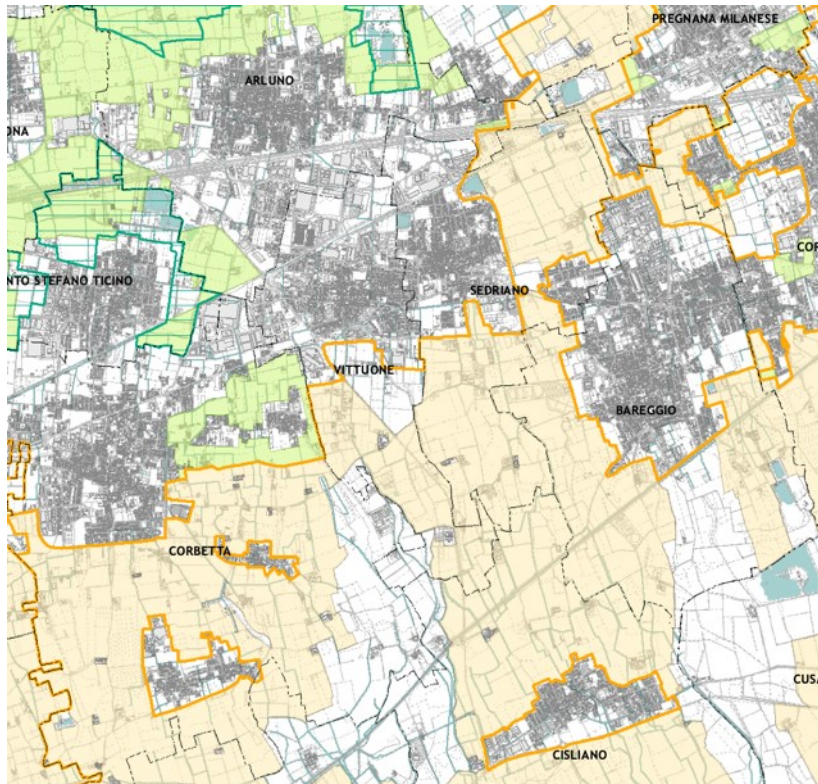 PREGNANA MILANESE
ARLUNO
ONA
COR
NTO STEFANO TICINO
SEDRIANO
VITTUONE
BAREGGIO
CORBETTA
CUSA
CISLIANO